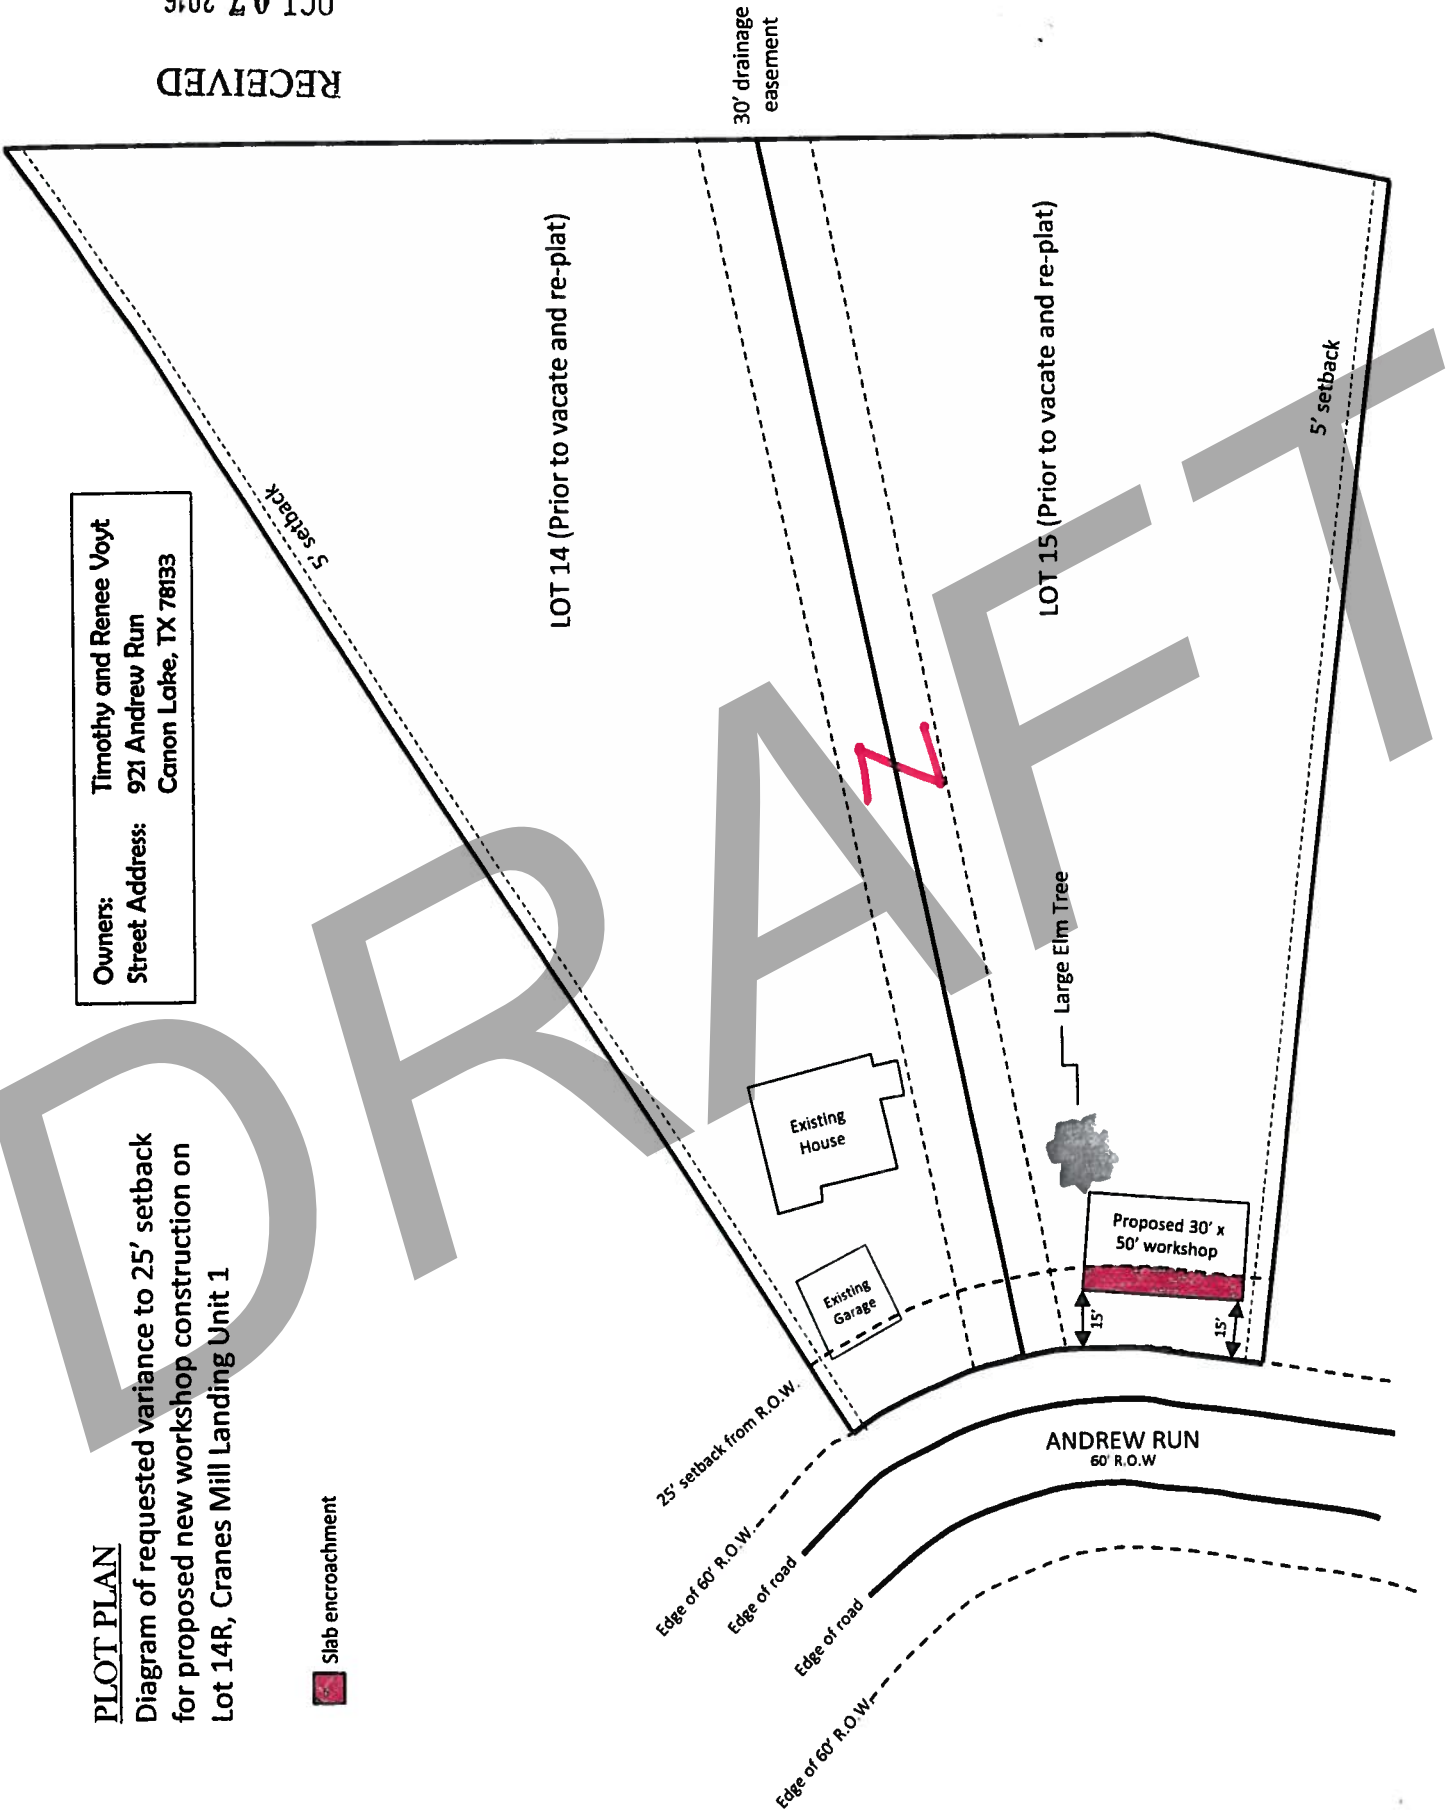 PLOT PLAN
Diagram of requested variance to 25' setback
for proposed new workshop construction on
Lot 14R, Cranes Mill Landing Unit 1
Slab encroachment
Owners: Timothy and Renee Voyt
Street Address: 921 Andrew Run
Canon Lake, TX 78133
RECEIVED
OCT 07 2016
30' drainage
easement
5' setback
LOT 14 (Prior to vacate and re-plat)
LOT 15 (Prior to vacate and re-plat)
5' setback
N
Large Elm Tree
Existing
House
Existing
Garage
Proposed 30' x
50' workshop
15'
15'
25' setback from R.O.W.
Edge of 60' R.O.W.
Edge of road
Edge of road
Edge of 60' R.O.W.
ANDREW RUN
60' R.O.W
DRAFT